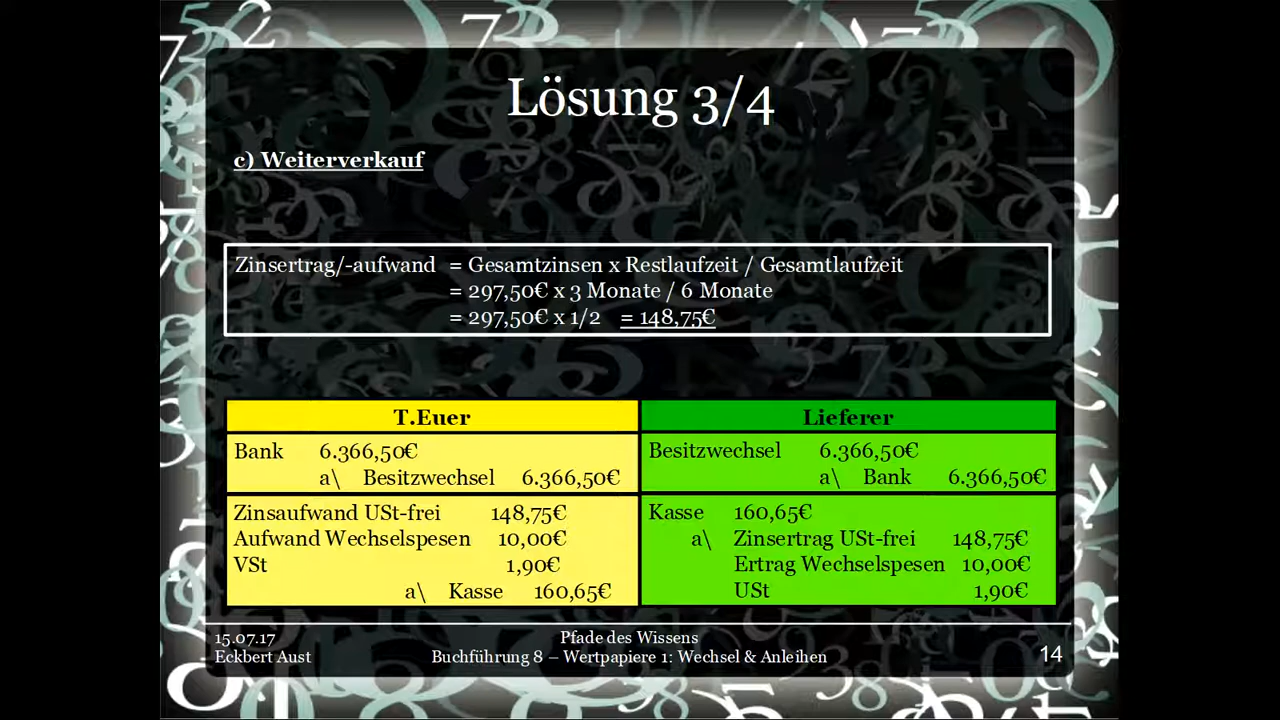 Lösung 3/4
c) Weiterverkauf
Zinsertrag/-aufwand = Gesamtzinsen x Restlaufzeit / Gesamtlaufzeit
= 297,50€ x 3 Monate / 6 Monate
= 297,50€ x 1/2 = 148,75€
T.Euer
Bank 6.366,50€
a\ Besitzwechsel 6.366,50€
Zinsaufwand USt-frei 148,75€
Aufwand Wechselspesen 10,00€
VSt 1,90€
a\ Kasse 160,65€
Lieferer
Besitzwechsel 6.366,50€
a\ Bank 6.366,50€
Kasse 160,65€
a\ Zinsertrag USt-frei 148,75€
Ertrag Wechselspesen 10,00€
USt 1,90€
15.07.17
Eckbert Aust
Pfade des Wissens
Buchführung 8 – Wertpapiere 1: Wechsel & Anleihen
14